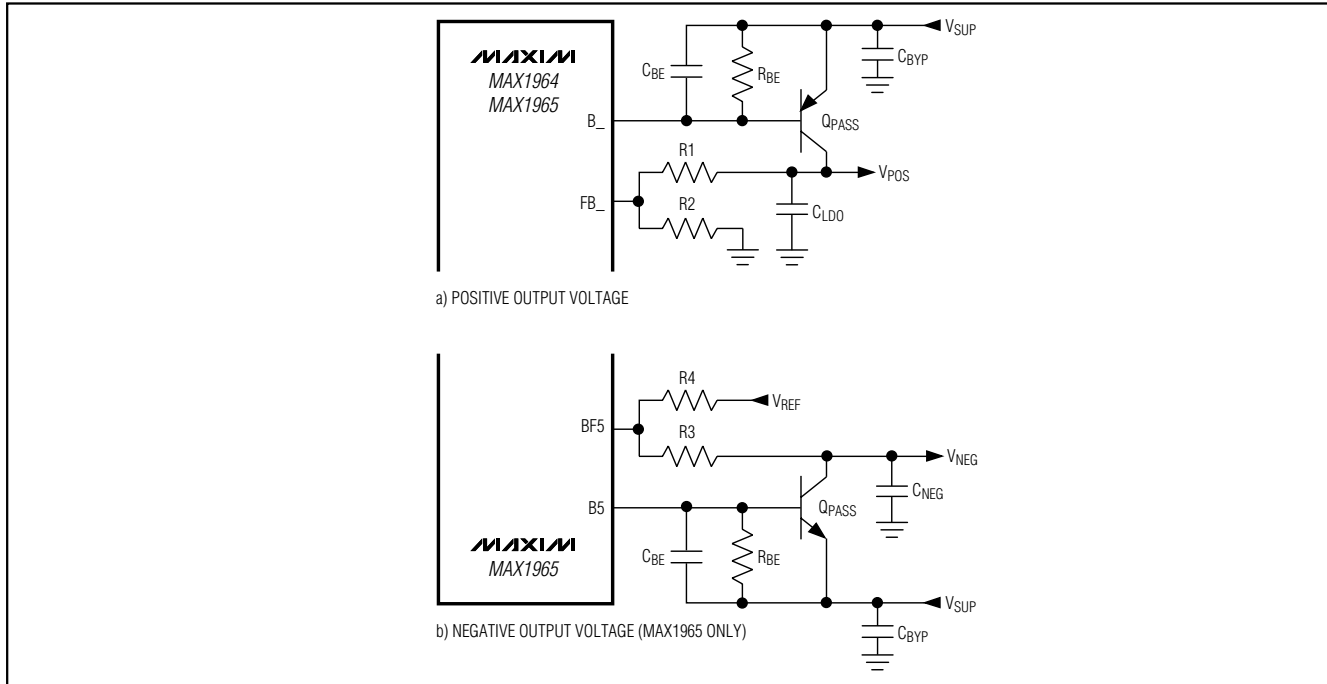 V_SUP
MAXIM
C_BE
R_BE
C_BYP
MAX1964
MAX1965
B_
Q_PASS
R1
V_POS
FB_
R2
C_LDO
a) POSITIVE OUTPUT VOLTAGE
R4
V_REF
BF5
R3
V_NEG
C_NEG
B5
Q_PASS
MAXIM
MAX1965
C_BE
R_BE
V_SUP
b) NEGATIVE OUTPUT VOLTAGE (MAX1965 ONLY)
C_BYP